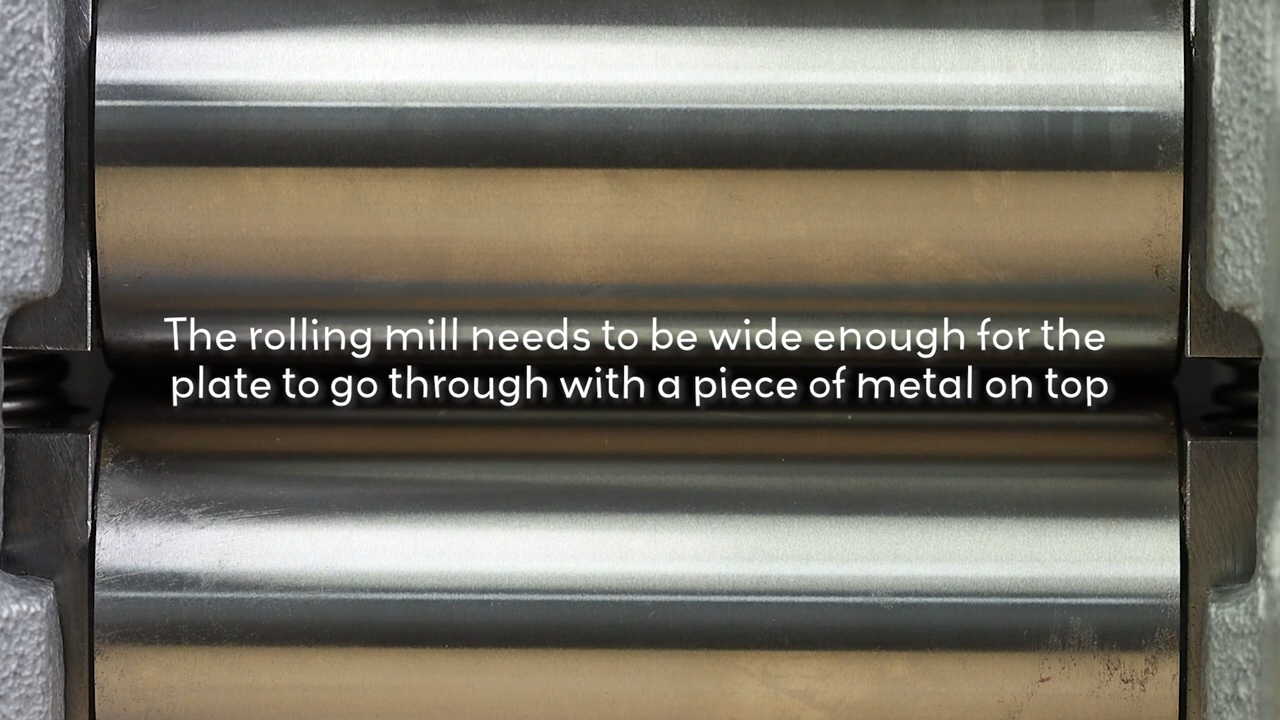 The rolling mill needs to be wide enough for the
plate to go through with a piece of metal on top